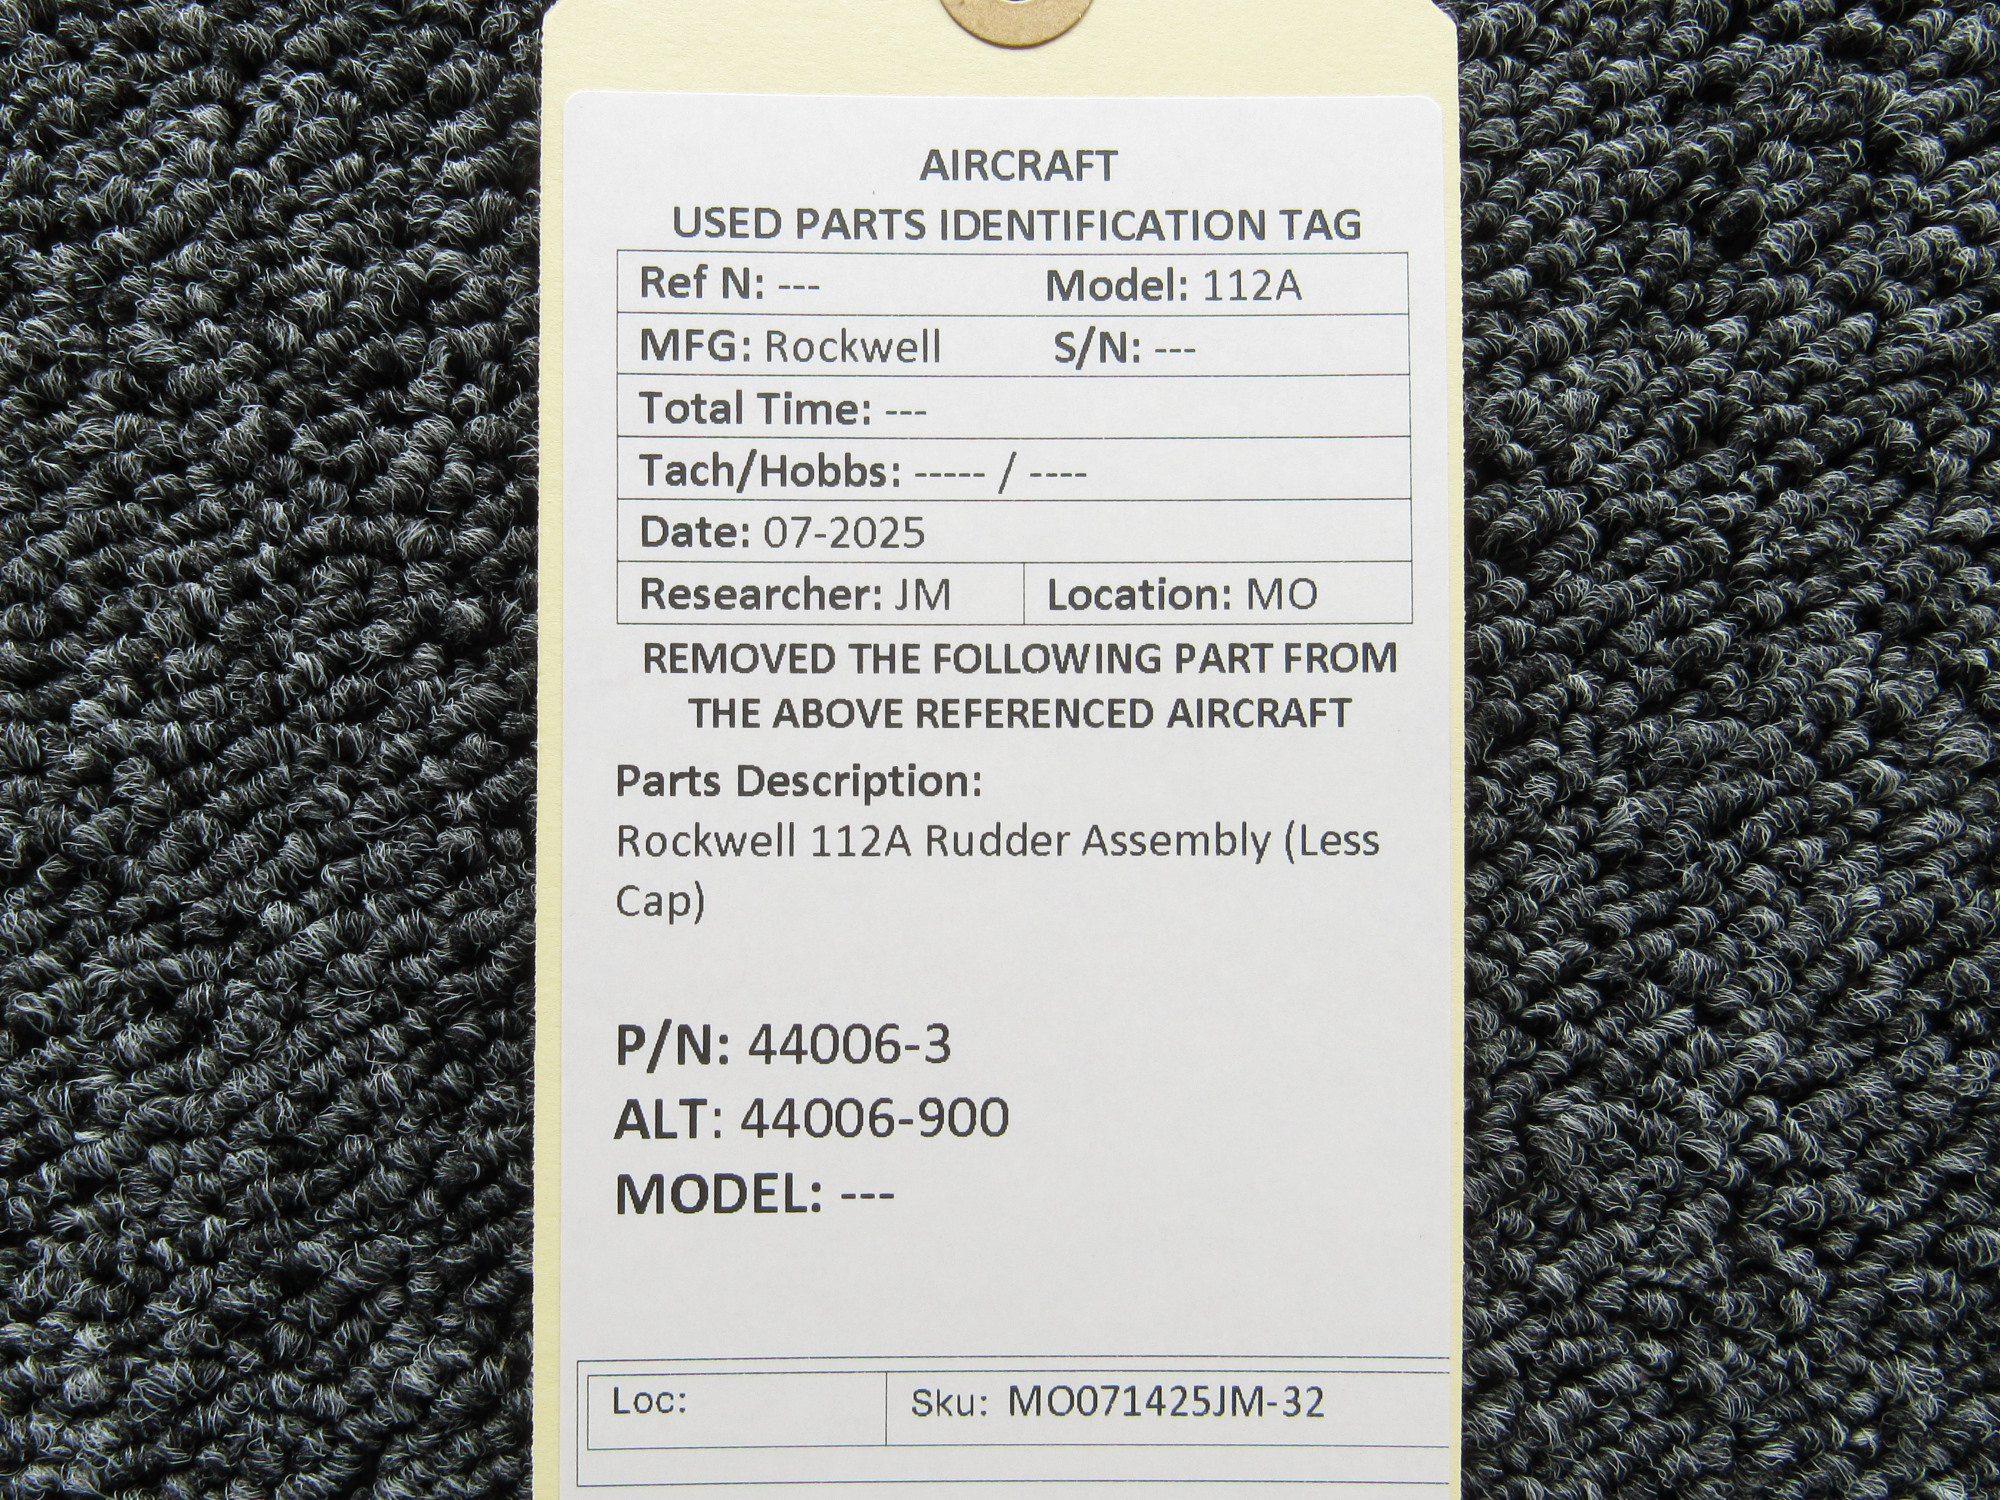 AIRCRAFT
USED PARTS IDENTIFICATION TAG
Ref N: --- Model: 112A
MFG: Rockwell S/N: ---
Total Time: ---
Tach/Hobbs: ----- / ----
Date: 07-2025
Researcher: JM Location: MO
REMOVED THE FOLLOWING PART FROM
THE ABOVE REFERENCED AIRCRAFT
Parts Description:
Rockwell 112A Rudder Assembly (Less
Cap)
P/N: 44006-3
ALT: 44006-900
MODEL: ---
Loc: Sku: MO071425JM-32